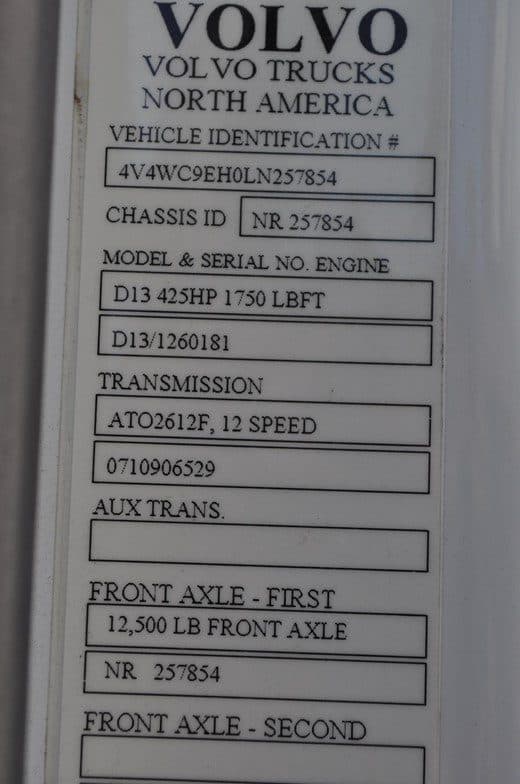 VOLVO
VOLVO TRUCKS
NORTH AMERICA
VEHICLE IDENTIFICATION #
4V4WC9EH0LN257854
CHASSIS ID NR 257854
MODEL & SERIAL NO. ENGINE
D13 425HP 1750 LBFT
D13/1260181
TRANSMISSION
ATO2612F, 12 SPEED
0710906529
AUX TRANS.
FRONT AXLE - FIRST
12,500 LB FRONT AXLE
NR 257854
FRONT AXLE - SECOND